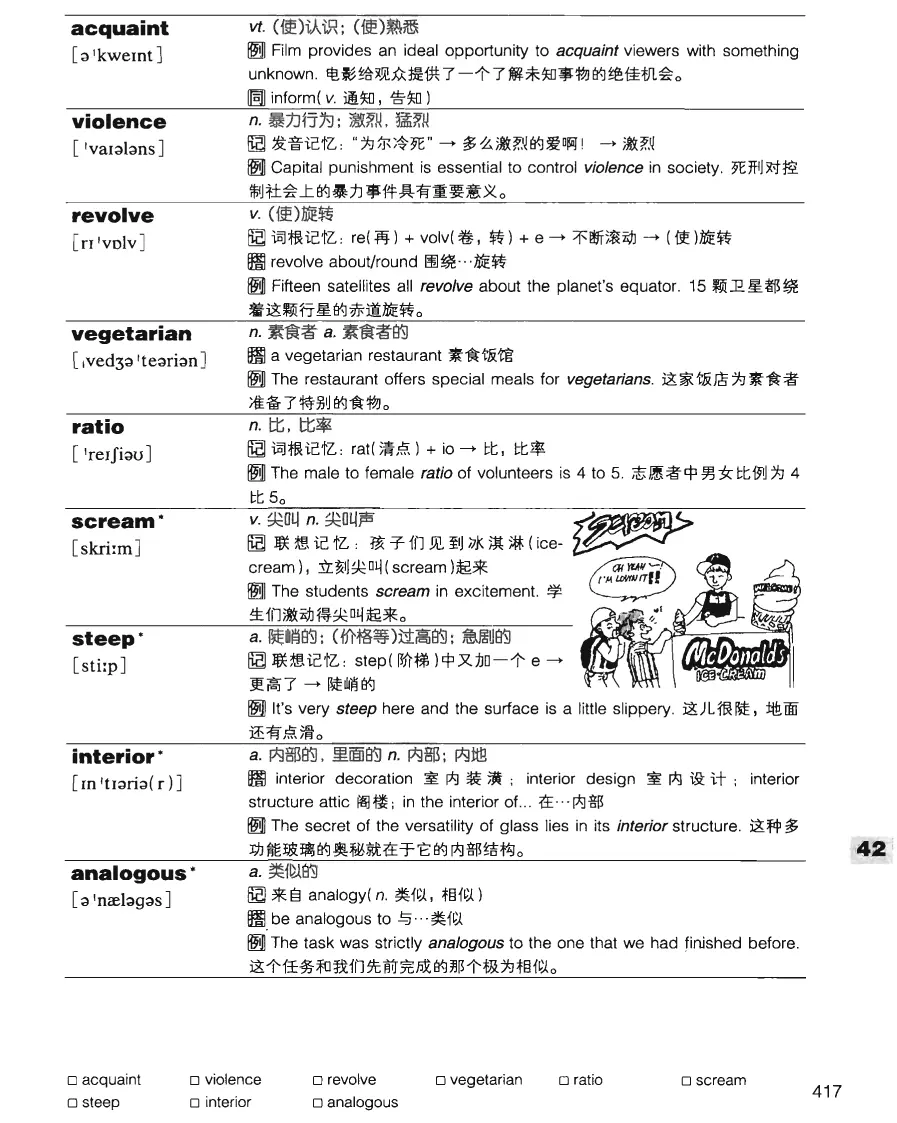 acquaint vt. (使)认识；(使)熟悉
[əˈkweɪnt] 例 Film provides an ideal opportunity to acquaint viewers with something
unknown. 电影给观众提供了一个了解未知事物的绝佳机会。
同 inform( v. 通知，告知 )
violence n. 暴力行为；激烈，猛烈
[ˈvaɪələns] 记 发音记忆：“为尔冷死” → 多么激烈的爱啊！ → 激烈
例 Capital punishment is essential to control violence in society. 死刑对控
制社会上的暴力事件具有重要意义。
revolve v. (使)旋转
[rɪˈvɒlv] 记 词根记忆：re(再) + volv(卷，转) + e → 不断滚动 → (使)旋转
搭 revolve about/round 围绕…旋转
例 Fifteen satellites all revolve about the planet's equator. 15 颗卫星都绕
着这颗行星的赤道旋转。
vegetarian n. 素食者 a. 素食者的
[ˌvedʒəˈteəriən] 搭 a vegetarian restaurant 素食饭馆
例 The restaurant offers special meals for vegetarians. 这家饭店为素食者
准备了特别的食物。
ratio n. 比，比率
[ˈreɪʃiəʊ] 记 词根记忆：rat(清点) + io → 比，比率
例 The male to female ratio of volunteers is 4 to 5. 志愿者中男女比例为 4
比 5。
scream* v. 尖叫 n. 尖叫声
[skriːm] 记 联想记忆：孩子们见到冰淇淋(ice-
cream)，立刻尖叫(scream)起来
例 The students scream in excitement. 学
生们激动得尖叫起来。
Scream
OH YEAH~!
I'M LOVIN IT!!
WELCOME!
McDonald's
ICE-CREAM
steep* a. 陡峭的；(价格等)过高的；急剧的
[stiːp] 记 联想记忆：step(阶梯)中又加一个 e →
更高了 → 陡峭的
例 It's very steep here and the surface is a little slippery. 这儿很陡，地面
还有点滑。
interior* a. 内部的，里面的 n. 内部；内地
[ɪnˈtɪəriə(r)] 搭 interior decoration 室内装潢；interior design 室内设计；interior
structure attic 阁楼；in the interior of... 在…内部
例 The secret of the versatility of glass lies in its interior structure. 这种多
功能玻璃的奥秘就在于它的内部结构。
42
analogous* a. 类似的
[əˈnæləgəs] 记 来自 analogy( n. 类似，相似 )
搭 be analogous to 与…类似
例 The task was strictly analogous to the one that we had finished before.
这个任务和我们先前完成的那个极为相似。
□ acquaint □ violence □ revolve □ vegetarian □ ratio □ scream
□ steep □ interior □ analogous
417